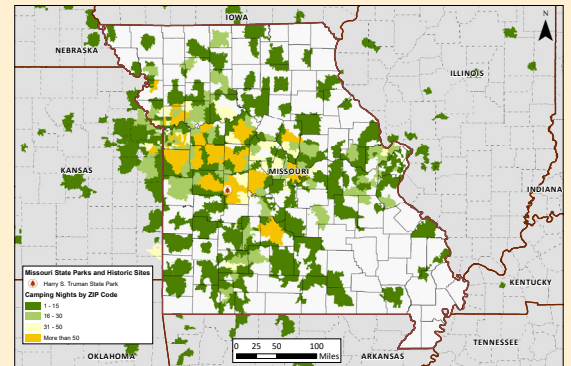 IOWA
N
NEBRASKA
ILLINOIS
KANSAS
MISSOURI
INDIANA
Missouri State Parks and Historic Sites
Harry S. Truman State Park
Camping Nights by ZIP Code
1 - 15
16 - 30
31 - 50
More than 50
KENTUCKY
TENNESSEE
0 25 50 100
Miles
OKLAHOMA
ARKANSAS